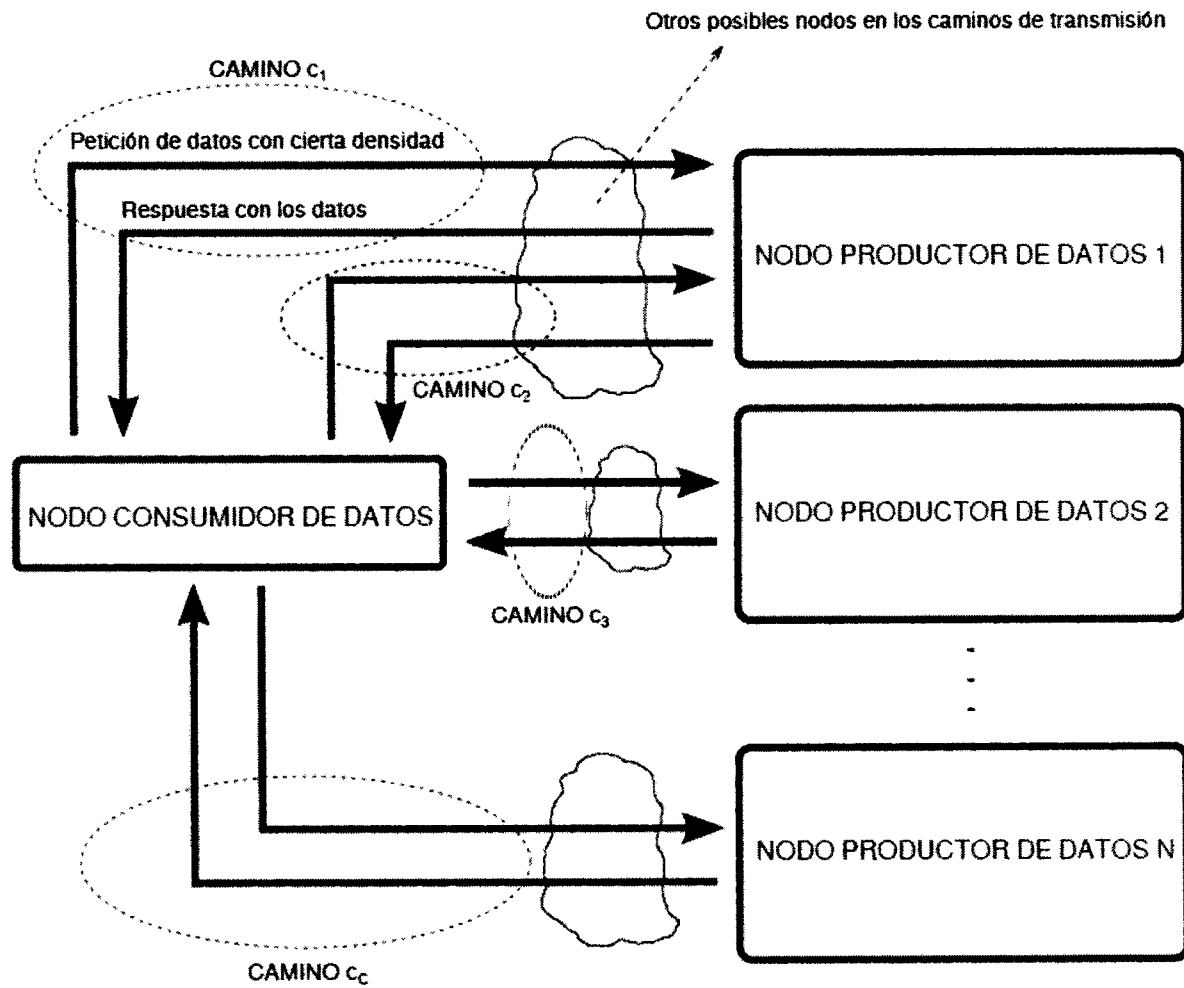 Otros posibles nodos en los caminos de transmisión
CAMINO c₁
Petición de datos con cierta densidad
Respuesta con los datos
NODO PRODUCTOR DE DATOS 1
CAMINO c₂
NODO CONSUMIDOR DE DATOS
NODO PRODUCTOR DE DATOS 2
CAMINO c₃
NODO PRODUCTOR DE DATOS N
CAMINO c_C